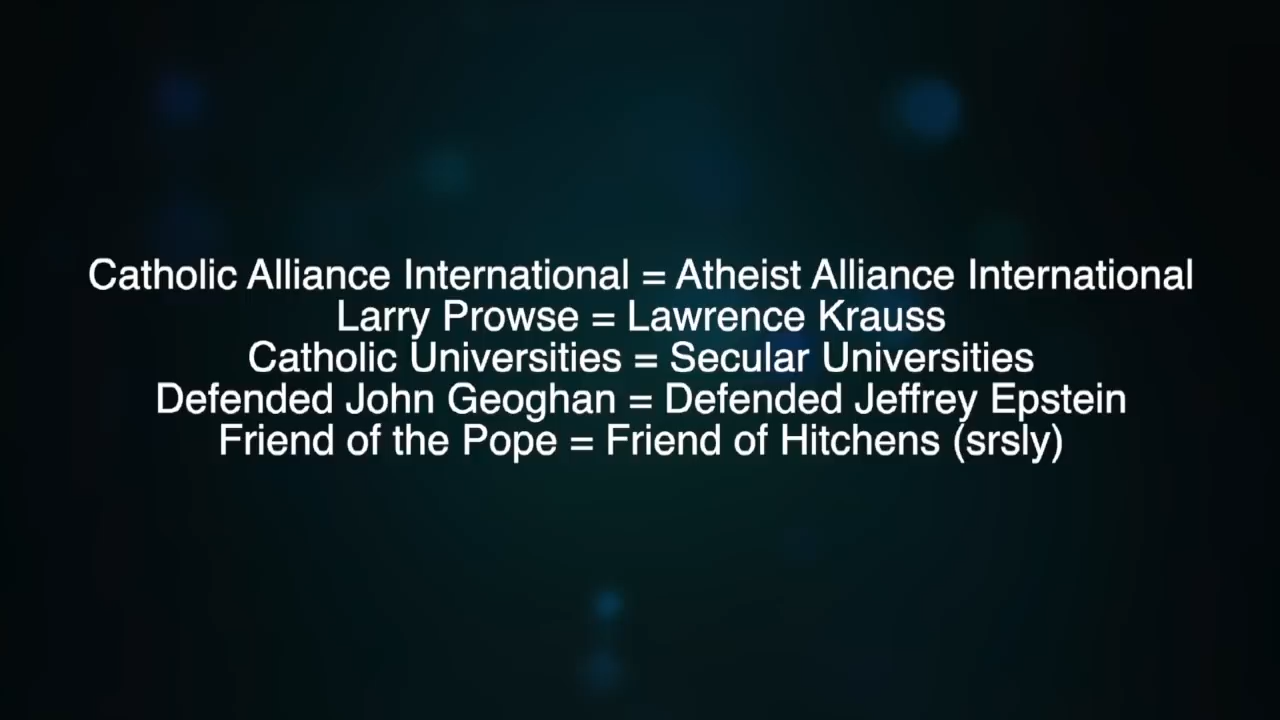 Catholic Alliance International = Atheist Alliance International
Larry Prowse = Lawrence Krauss
Catholic Universities = Secular Universities
Defended John Geoghan = Defended Jeffrey Epstein
Friend of the Pope = Friend of Hitchens (srsly)